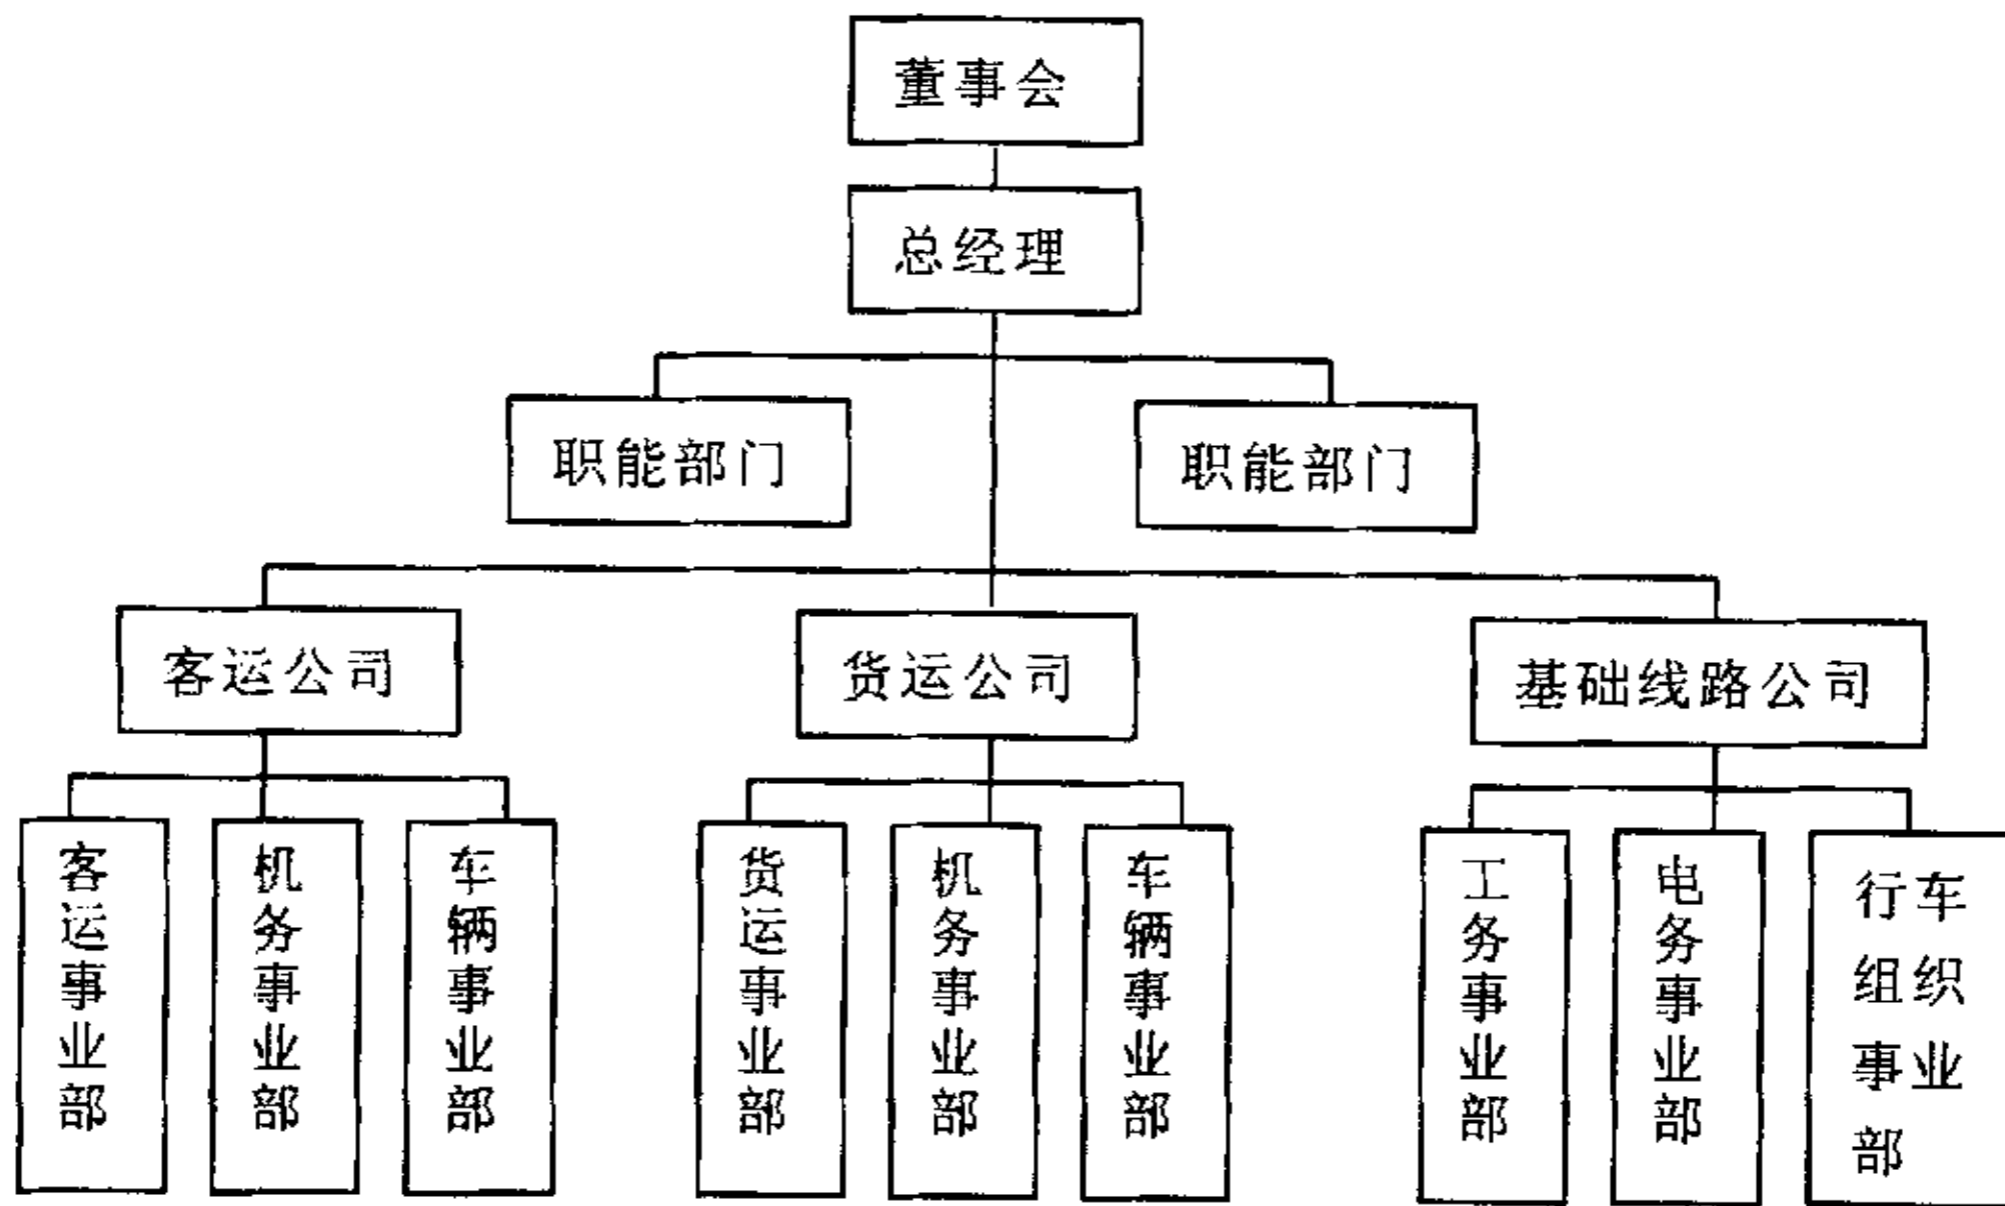 董事会
总经理
职能部门
职能部门
客运公司
货运公司
基础线路公司
客运事业部
机务事业部
车辆事业部
货运事业部
机务事业部
车辆事业部
工务事业部
电务事业部
行车
组织
事业
部